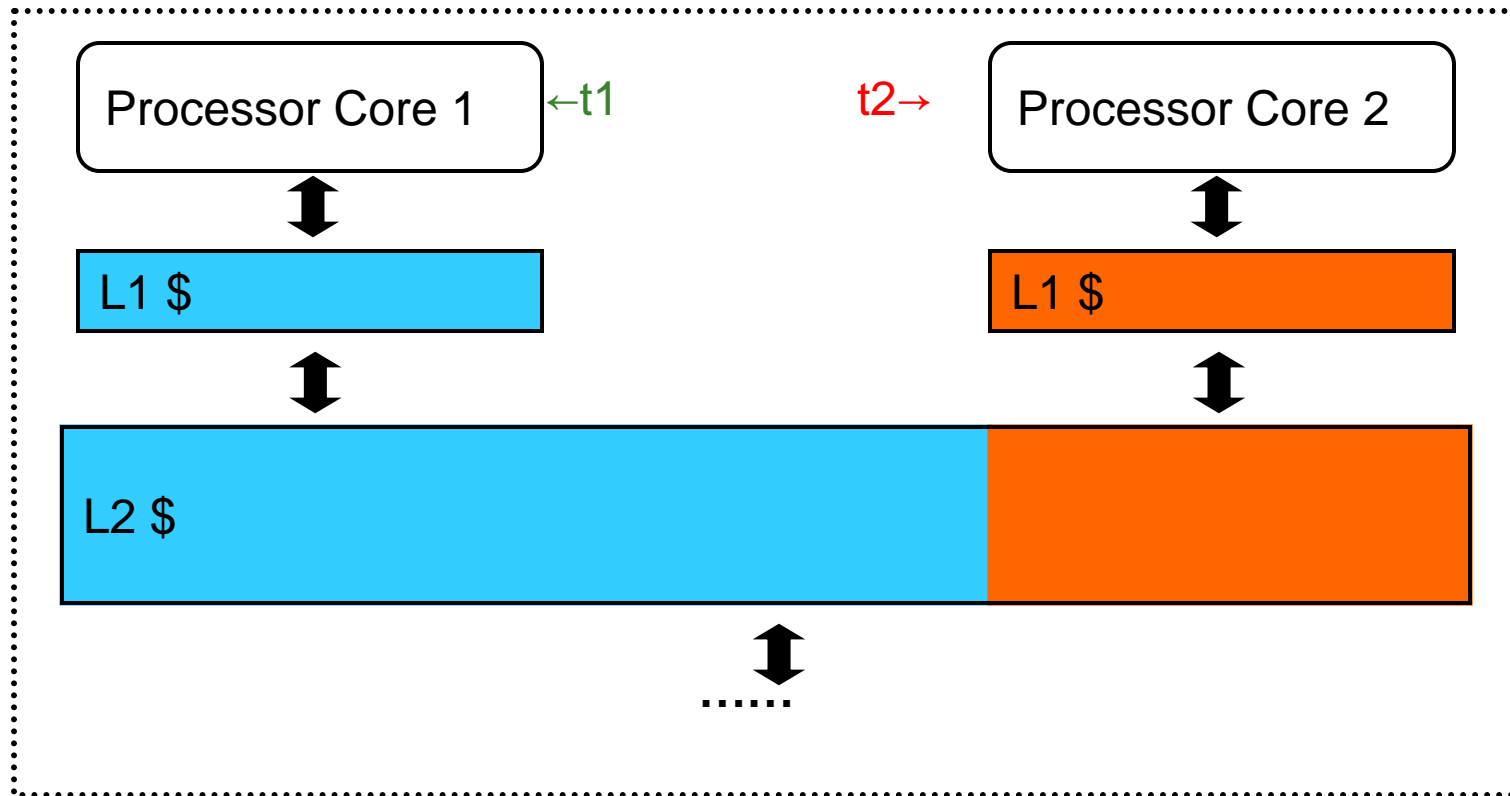 Processor Core 1
←t1
t2→
Processor Core 2
L1 $
L1 $
L2 $
......